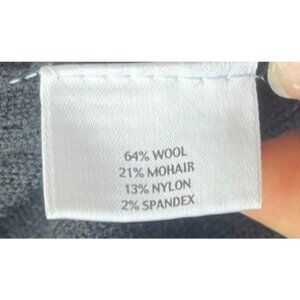 64% WOOL
21% MOHAIR
13% NYLON
2% SPANDEX